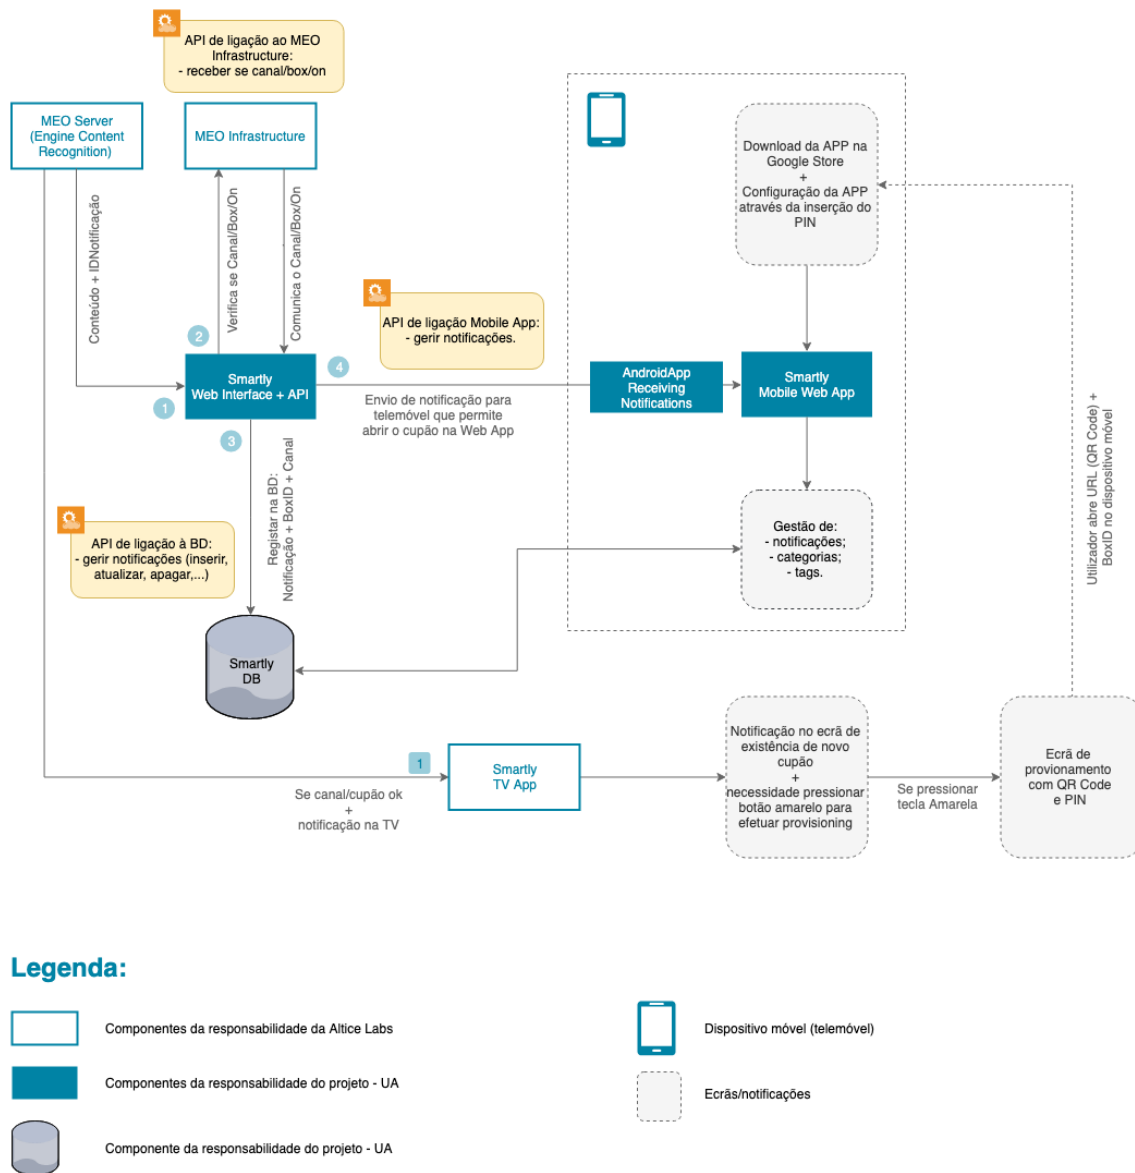 API de ligação ao MEO
Infrastructure:
- receber se canal/box/on
MEO Server
(Engine Content
Recognition)
MEO Infrastructure
Download da APP na
Google Store
+
Configuração da APP
através da inserção do
PIN
Conteúdo + IDNotificação
Verifica se Canal/Box/On
Comunica o Canal/Box/On
API de ligação Mobile App:
- gerir notificações.
2
1
Smartly
Web Interface + API
4
3
Envio de notificação para
telemóvel que permite
abrir o cupão na Web App
AndroidApp
Receiving
Notifications
Smartly
Mobile Web App
Utilizador abre URL (QR Code) +
BoxID no dispositivo móvel
Registar na BD:
Notificação + BoxID + Canal
API de ligação à BD:
- gerir notificações (inserir,
atualizar, apagar,...)
Gestão de:
- notificações;
- categorias;
- tags.
Smartly
DB
1
Se canal/cupão ok
+
notificação na TV
Smartly
TV App
Notificação no ecrã de
existência de novo
cupão
+
necessidade pressionar
botão amarelo para
efetuar provisioning
Se pressionar
tecla Amarela
Ecrã de
provionamento
com QR Code
e PIN
Legenda:
Componentes da responsabilidade da Altice Labs
Componentes da responsabilidade do projeto - UA
Componente da responsabilidade do projeto - UA
Dispositivo móvel (telemóvel)
Ecrãs/notificações